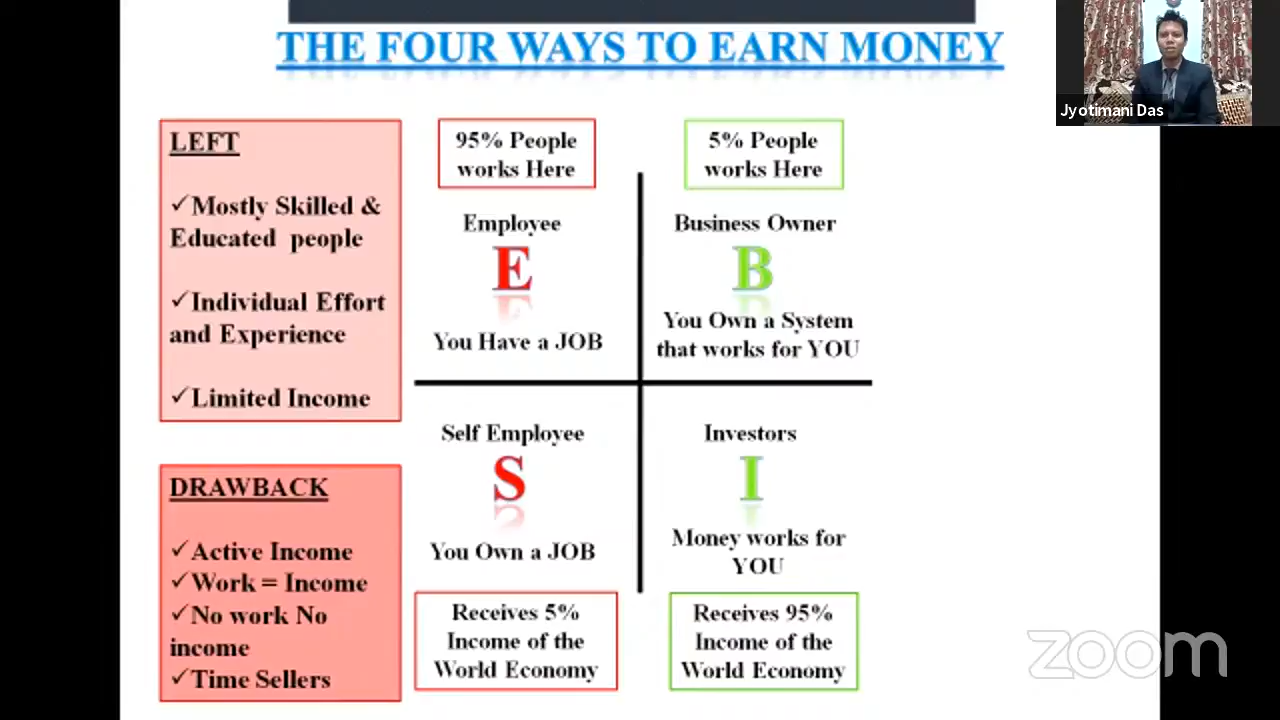 THE FOUR WAYS TO EARN MONEY
Jyotimani Das
LEFT
✓Mostly Skilled &
Educated people
✓Individual Effort
and Experience
✓Limited Income
DRAWBACK
✓Active Income
✓Work = Income
✓No work No
income
✓Time Sellers
95% People
works Here
Employee
E
You Have a JOB
5% People
works Here
Business Owner
B
You Own a System
that works for YOU
Self Employee
S
You Own a JOB
Receives 5%
Income of the
World Economy
Investors
I
Money works for
YOU
Receives 95%
Income of the
World Economy
zoom